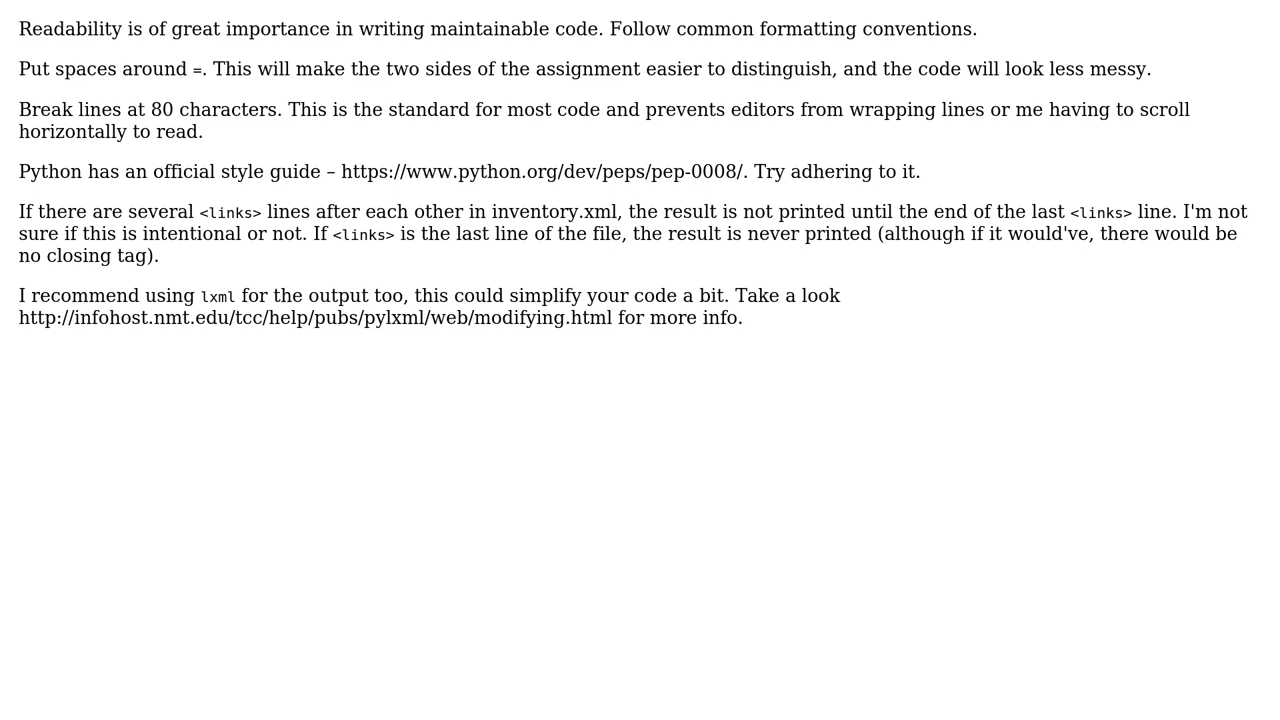 Readability is of great importance in writing maintainable code. Follow common formatting conventions.
Put spaces around =. This will make the two sides of the assignment easier to distinguish, and the code will look less messy.
Break lines at 80 characters. This is the standard for most code and prevents editors from wrapping lines or me having to scroll
horizontally to read.
Python has an official style guide – https://www.python.org/dev/peps/pep-0008/. Try adhering to it.
If there are several <links> lines after each other in inventory.xml, the result is not printed until the end of the last <links> line. I'm not
sure if this is intentional or not. If <links> is the last line of the file, the result is never printed (although if it would've, there would be
no closing tag).
I recommend using lxml for the output too, this could simplify your code a bit. Take a look
http://infohost.nmt.edu/tcc/help/pubs/pylxml/web/modifying.html for more info.